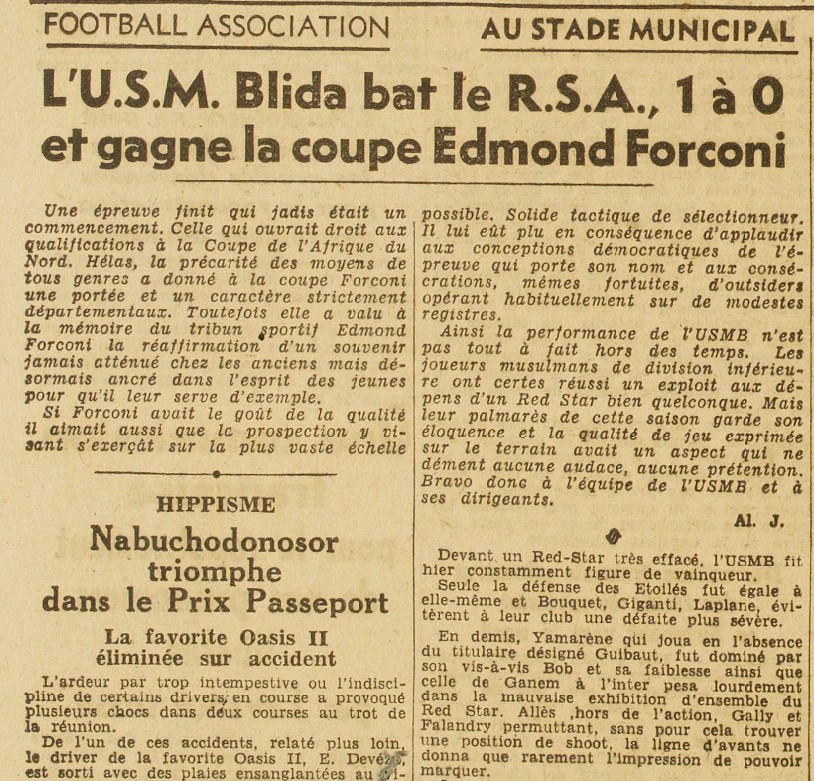 FOOTBALL ASSOCIATION
AU STADE MUNICIPAL
L'U.S.M. Blida bat le R.S.A., 1 à 0
et gagne la coupe Edmond Forconi
Une épreuve finit qui jadis était un
commencement. Celle qui ouvrait droit aux
qualifications à la Coupe de l'Afrique du
Nord. Hélas, la précarité des moyens de
tous genres a donné à la coupe Forconi
une portée et un caractère strictement
départementaux. Toutefois elle a valu à
la mémoire du tribun sportif Edmond
Forconi la réaffirmation d'un souvenir
jamais atténué chez les anciens mais dé-
sormais ancré dans l'esprit des jeunes
pour qu'il leur serve d'exemple.
Si Forconi avait le goût de la qualité
il aimait aussi que la prospection y vi-
sant s'exerçât sur la plus vaste échelle
possible. Solide tactique de sélectionneur.
Il lui eût plu en conséquence d'applaudir
aux conceptions démocratiques de l'é-
preuve qui porte son nom et aux consé-
crations, mêmes fortuites, d'outsiders
opérant habituellement sur de modestes
registres.
Ainsi la performance de l'USMB n'est
pas tout à fait hors des temps. Les
joueurs musulmans de division inférieu-
re ont certes réussi un exploit aux dé-
pens d'un Red Star bien quelconque. Mais
leur palmarès de cette saison garde son
éloquence et la qualité de jeu exprimée
sur le terrain avait un aspect qui ne
dément aucune audace, aucune prétention.
Bravo donc à l'équipe de l'USMB et à
ses dirigeants.
Al. J.
Devant un Red-Star très effacé, l'USMB fit
hier constamment figure de vainqueur.
Seule la défense des Etoilés fut égale à
elle-même et Bouquet, Giganti, Laplane, évi-
tèrent à leur club une défaite plus sévère.
En demis, Yamarène qui joua en l'absence
du titulaire désigné Guibaut, fut dominé par
son vis-à-vis Bob et sa faiblesse ainsi que
celle de Ganem à l'inter pesa lourdement
dans la mauvaise exhibition d'ensemble du
Red Star. Allès ,hors de l'action, Gally et
Falandry permuttant, sans pour cela trouver
une position de shoot, la ligne d'avants ne
donna que rarement l'impression de pouvoir
marquer.
HIPPISME
Nabuchodonosor
triomphe
dans le Prix Passeport
La favorite Oasis II
éliminée sur accident
L'ardeur par trop intempestive ou l'indisci-
pline de certains drivers en course a provoqué
plusieurs chocs dans deux courses au trot de
la réunion.
De l'un de ces accidents, relaté plus loin,
le driver de la favorite Oasis II, E.
est sorti avec des plaies ensanglantées au